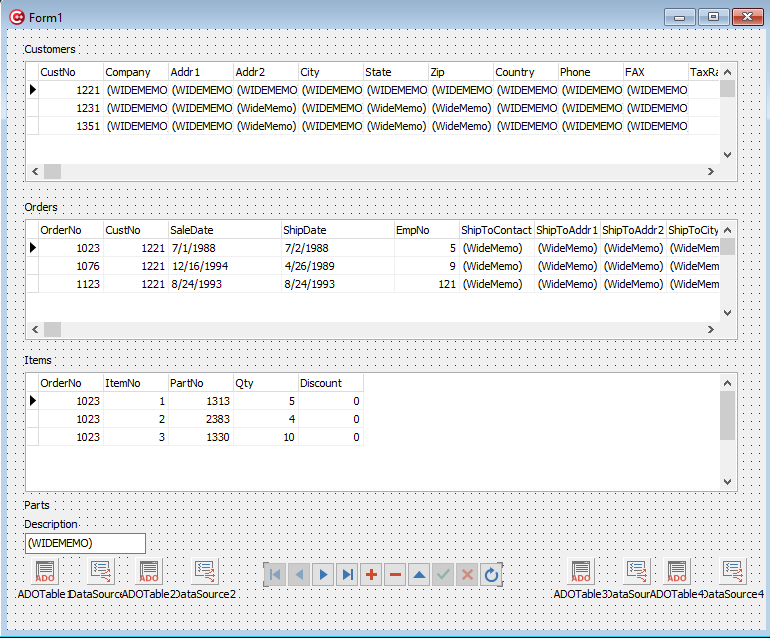 Form1
Customers
CustNo Company Addr1 Addr2 City State Zip Country Phone FAX TaxRa
1221 (WIDEMEMO (WIDEMEMO (WIDEMEMO (WIDEMEMO (WIDEMEMO (WIDEMEMO (WIDEMEMO (WIDEMEMO (WIDEMEMO
1231 (WIDEMEMO (WIDEMEMO (WideMemo) (WIDEMEMO (WideMemo) (WideMemo) (WIDEMEMO (WIDEMEMO (WIDEMEMO
1351 (WIDEMEMO (WIDEMEMO (WideMemo) (WIDEMEMO (WideMemo) (WideMemo) (WIDEMEMO (WIDEMEMO (WIDEMEMO
Orders
OrderNo CustNo SaleDate ShipDate EmpNo ShipToContact ShipToAddr1 ShipToAddr2 ShipToCity
1023 1221 7/1/1988 7/2/1988 5 (WideMemo) (WideMemo) (WideMemo) (WideMem
1076 1221 12/16/1994 4/26/1989 9 (WideMemo) (WideMemo) (WideMemo) (WideMem
1123 1221 8/24/1993 8/24/1993 121 (WideMemo) (WideMemo) (WideMemo) (WideMem
Items
OrderNo ItemNo PartNo Qty Discount
1023 1 1313 5 0
1023 2 2383 4 0
1023 3 1330 10 0
Parts
Description
(WIDEMEMO)
ADO ADO ADO ADO
ADOTable1 DataSource ADOTable2 DataSource2 ADOTable3 DataSour ADOTable4 DataSource4